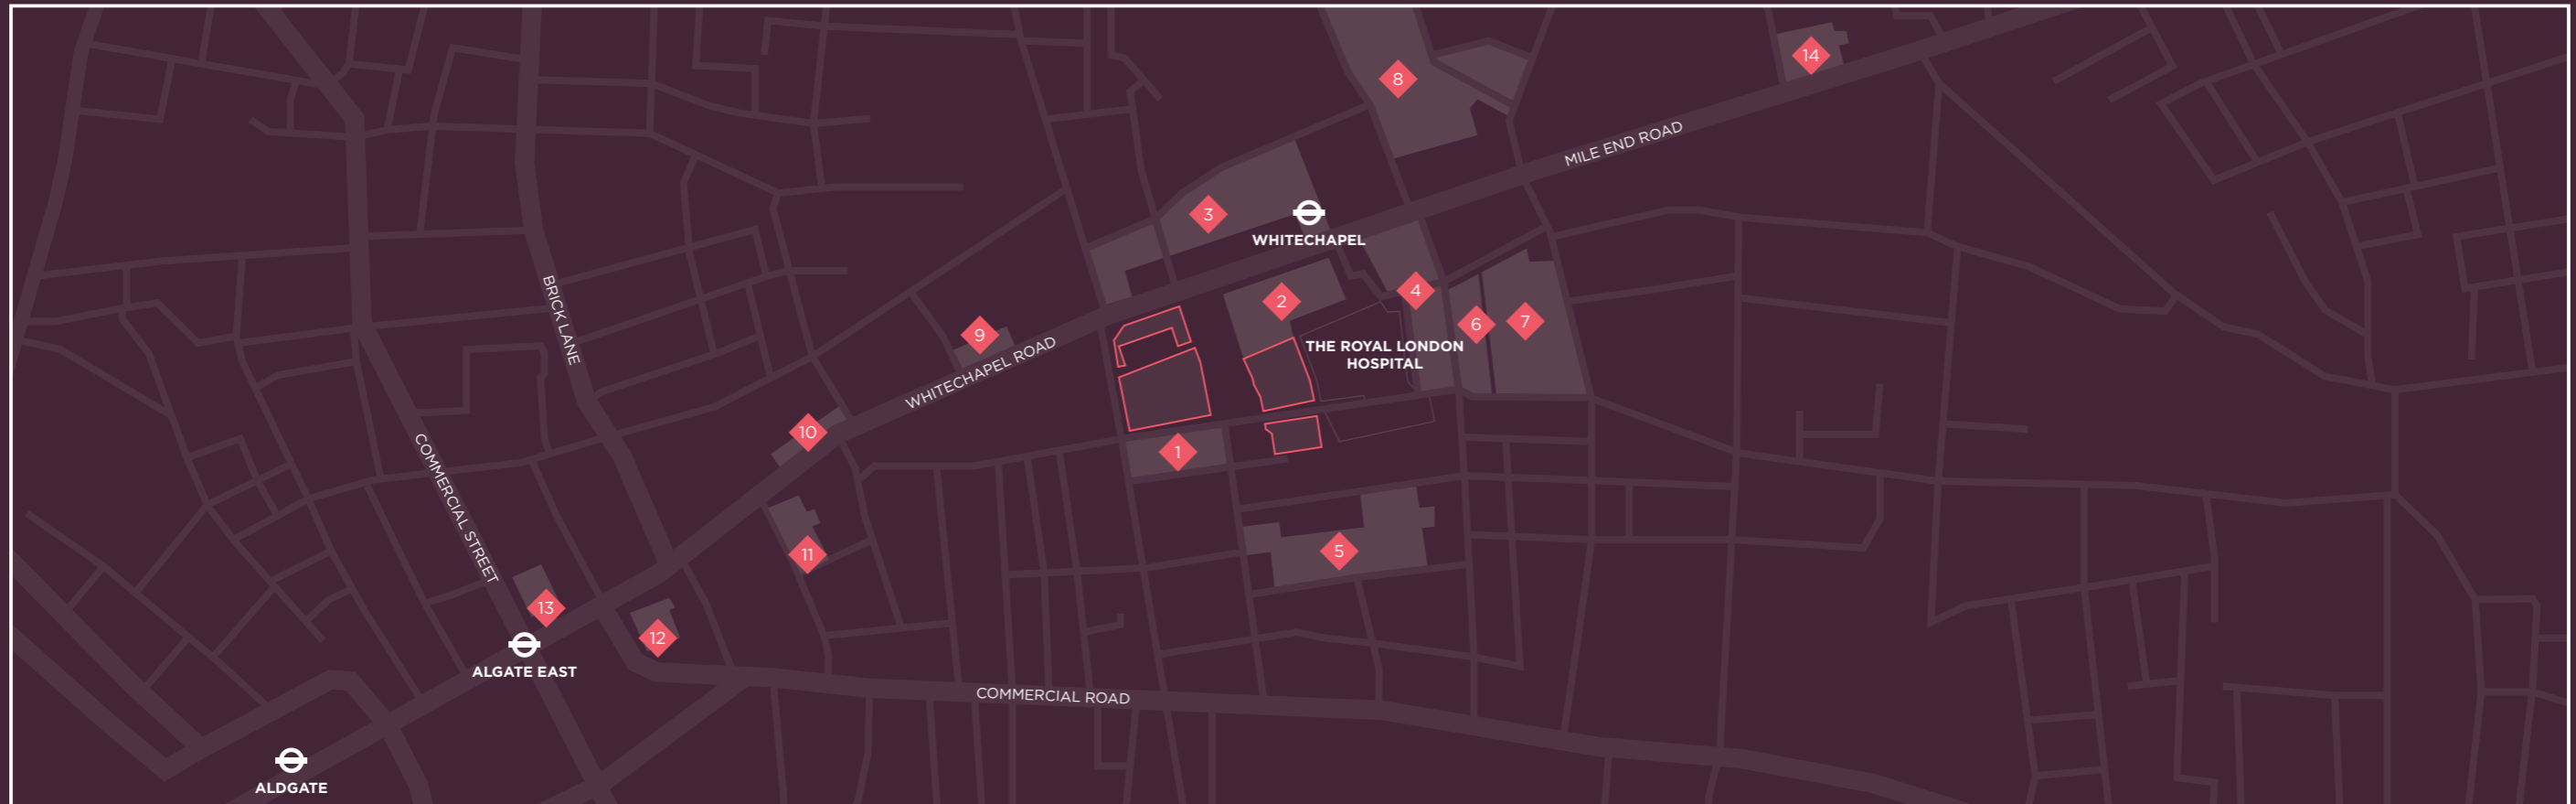 14
8
MILE END ROAD
3
WHITECHAPEL
BRICK LANE
2
4
6
7
9
THE ROYAL LONDON
HOSPITAL
WHITECHAPEL ROAD
10
1
COMMERCIAL STREET
11
5
13
12
ALGATE EAST
COMMERCIAL ROAD
ALDGATE